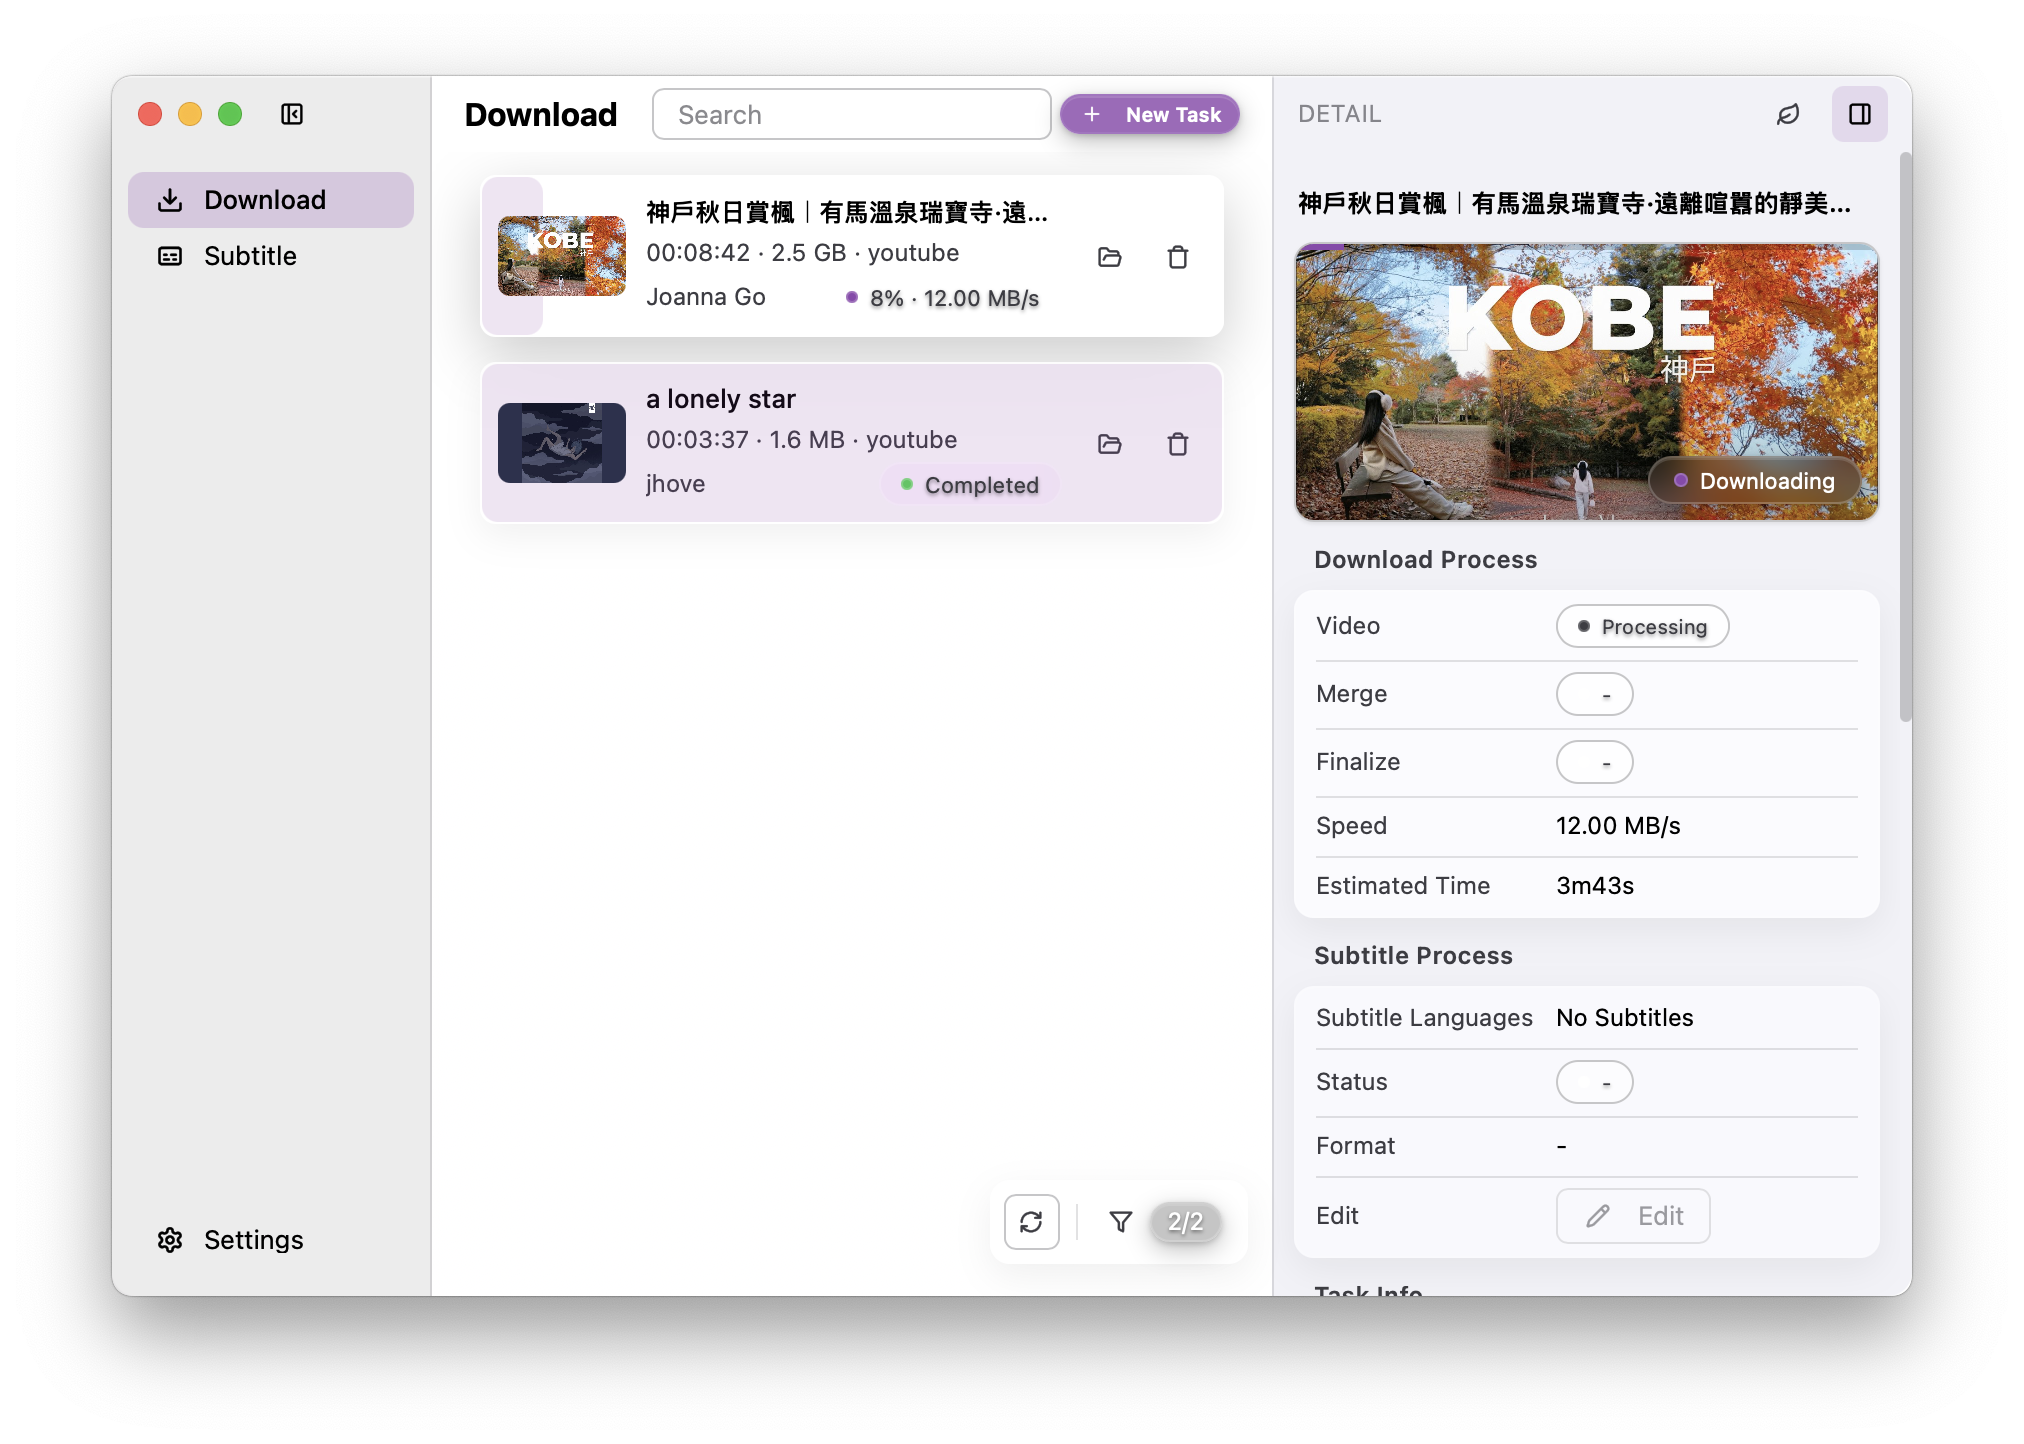 Download
Subtitle
Settings
Download
Search
+ New Task
KOBE
神戶
神戶秋日賞楓｜有馬溫泉瑞寶寺·遠...
00:08:42 · 2.5 GB · youtube
Joanna Go
8% · 12.00 MB/s
a lonely star
00:03:37 · 1.6 MB · youtube
jhove
Completed
2/2
DETAIL
神戶秋日賞楓｜有馬溫泉瑞寶寺·遠離喧囂的靜美...
KOBE
神戶
Downloading
Download Process
Video Processing
Merge -
Finalize -
Speed 12.00 MB/s
Estimated Time 3m43s
Subtitle Process
Subtitle Languages No Subtitles
Status -
Format -
Edit Edit
Task Info